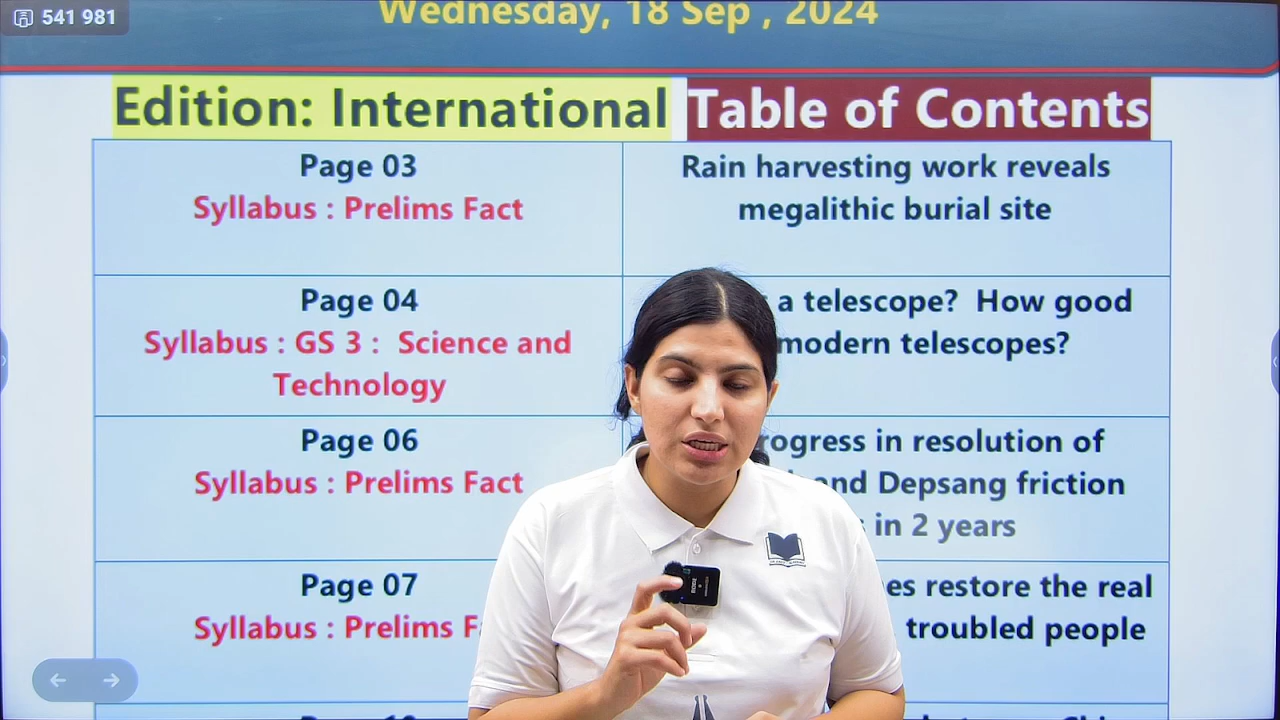 541 981
Wednesday, 18 Sep , 2024
Edition: International Table of Contents
Page 03
Syllabus : Prelims Fact
Rain harvesting work reveals
megalithic burial site
Page 04
Syllabus : GS 3 : Science and
Technology
a telescope? How good
modern telescopes?
Page 06
Syllabus : Prelims Fact
rogress in resolution of
and Depsang friction
in 2 years
Page 07
Syllabus : Prelims F
es restore the real
troubled people